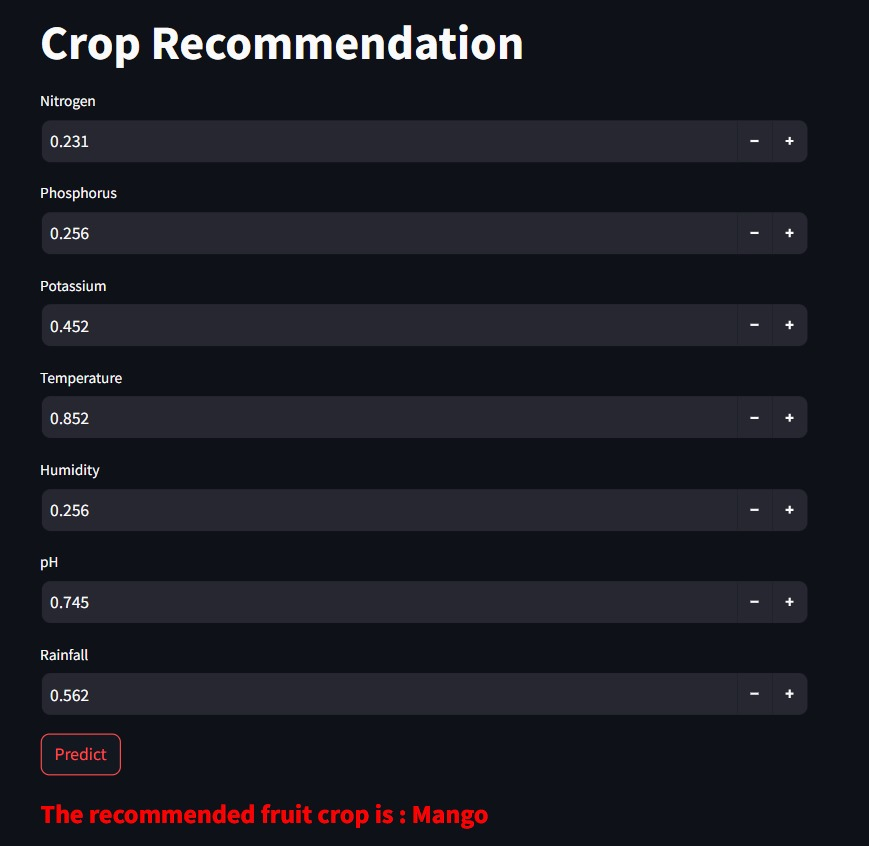 Crop Recommendation
Nitrogen
0.231 − +
Phosphorus
0.256 − +
Potassium
0.452 − +
Temperature
0.852 − +
Humidity
0.256 − +
pH
0.745 − +
Rainfall
0.562 − +
Predict
The recommended fruit crop is : Mango